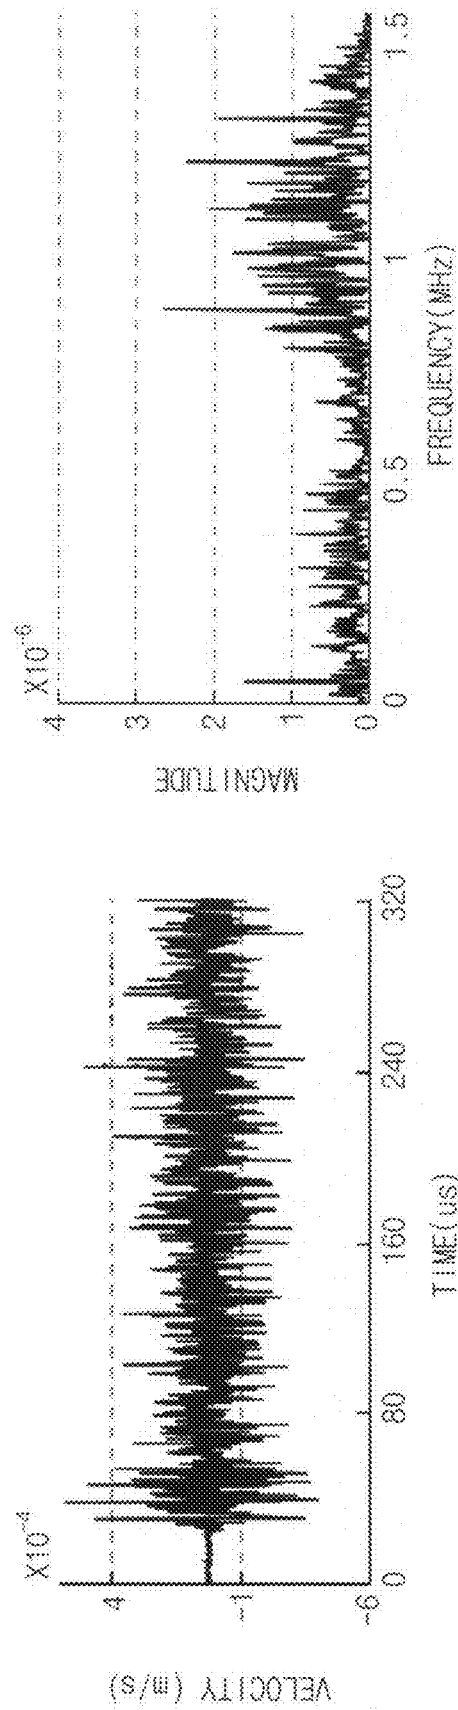 X10-4
VELOCITY (m/s)
4
-1
-6
0
80
160
240
320
TIME(us)
X10-6
MAGNITUDE
4
3
2
1
0
0
0.5
1
1.5
FREQUENCY(MHz)